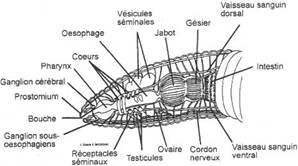 Vaisseau sanguin
dorsal
Vésicules
séminales
Gésier
Oesophage
Jabot
Coeurs
Intestin
Pharynx
Ganglion cérébral
Prostomium
Bouche
Ganglion sous-
oesophagiens
Réceptacles
séminaux
Testicules
Ovaire
Cordon
nerveux
Vaisseau sanguin
ventral